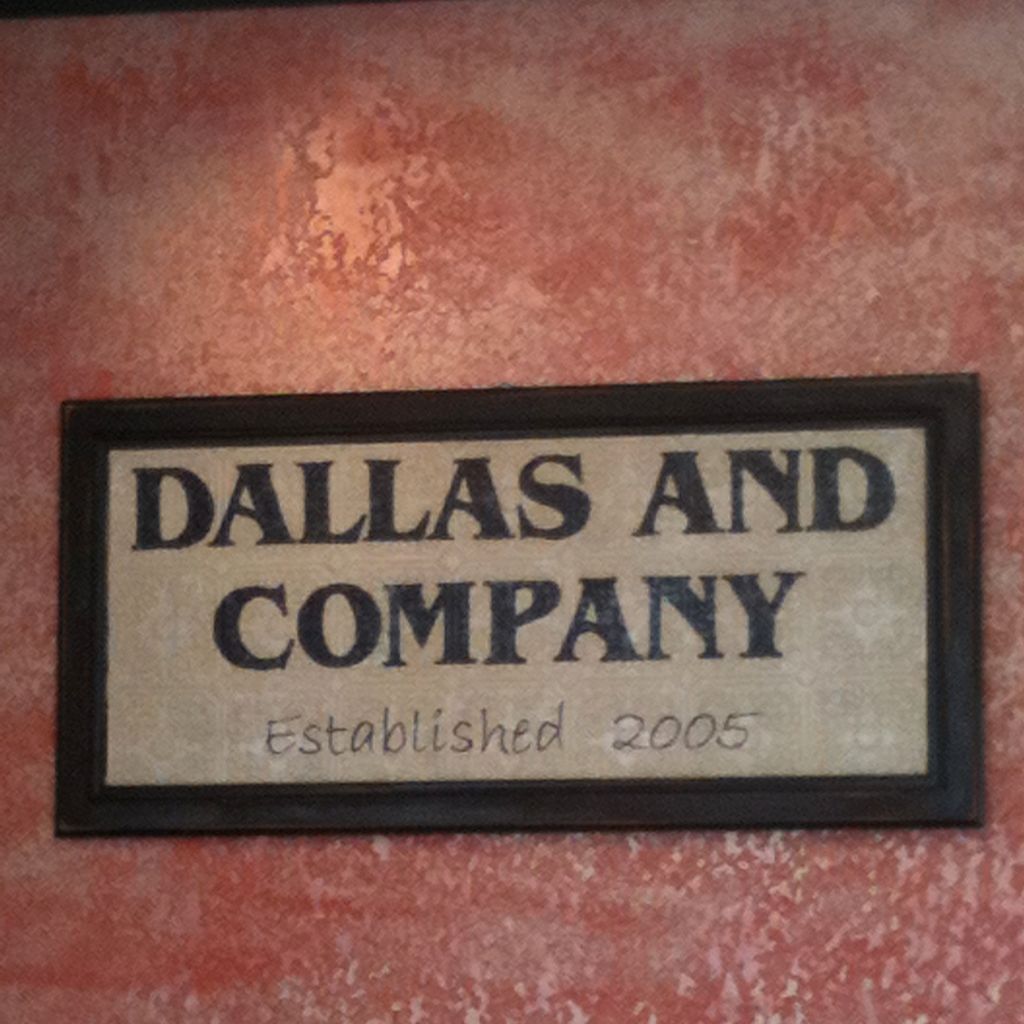 DALLAS AND
COMPANY
Established 2005